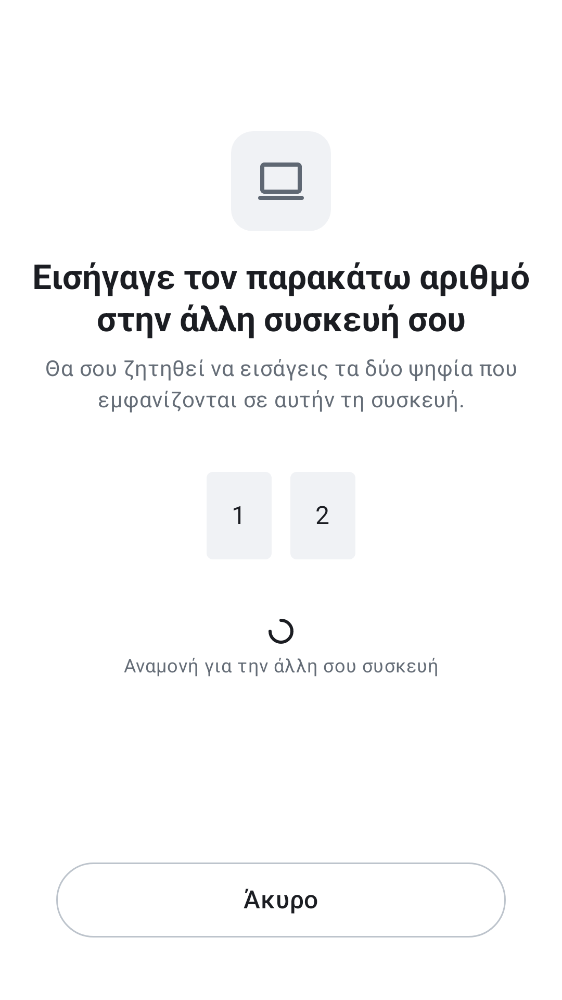 Εισήγαγε τον παρακάτω αριθμό
στην άλλη συσκευή σου
Θα σου ζητηθεί να εισάγεις τα δύο ψηφία που
εμφανίζονται σε αυτήν τη συσκευή.
1 2
Αναμονή για την άλλη σου συσκευή
Άκυρο